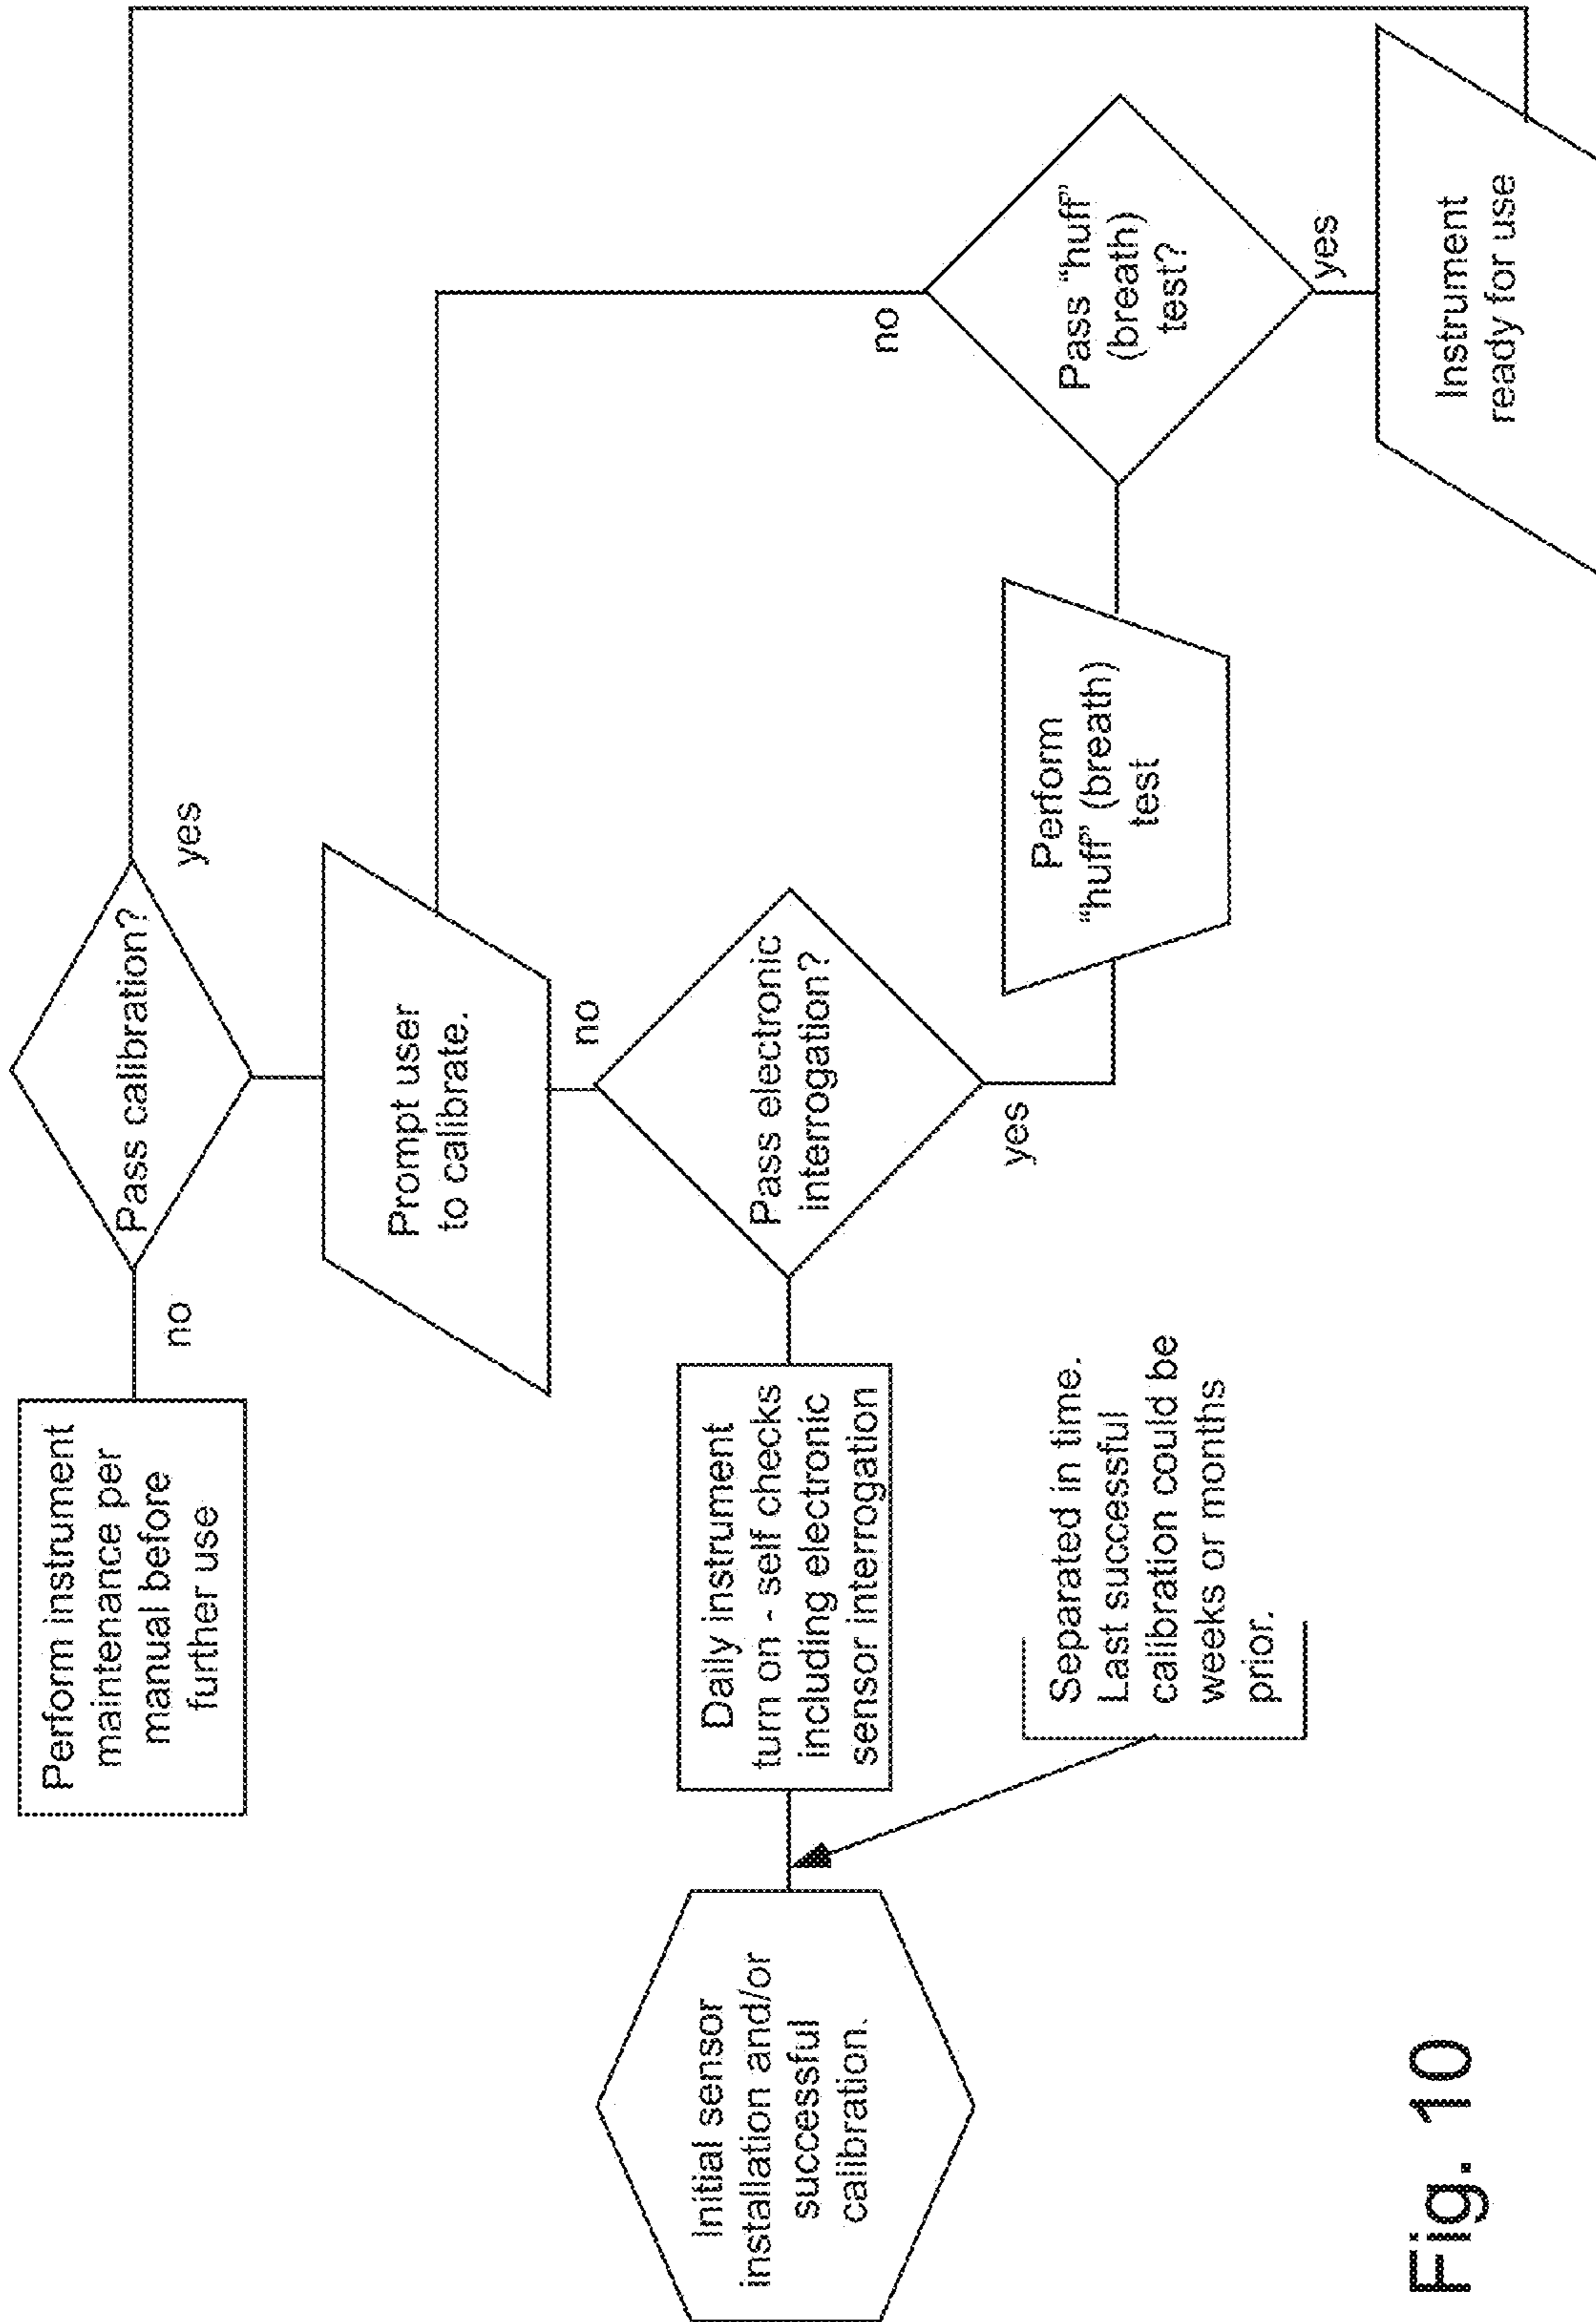 Perform instrument
maintenance per
manual before
further use
no
Pass calibration?
yes
Prompt user
to calibrate.
no
Initial sensor
installation and/or
successful
calibration.
Daily instrument
turn on - self checks
including electronic
sensor interrogation
Pass electronic
interrogation?
yes
Separated in time.
Last successful
calibration could be
weeks or months
prior.
Perform
“huff” (breath)
test
no
Pass “huff”
(breath)
test?
yes
Instrument
ready for use
Fig. 10